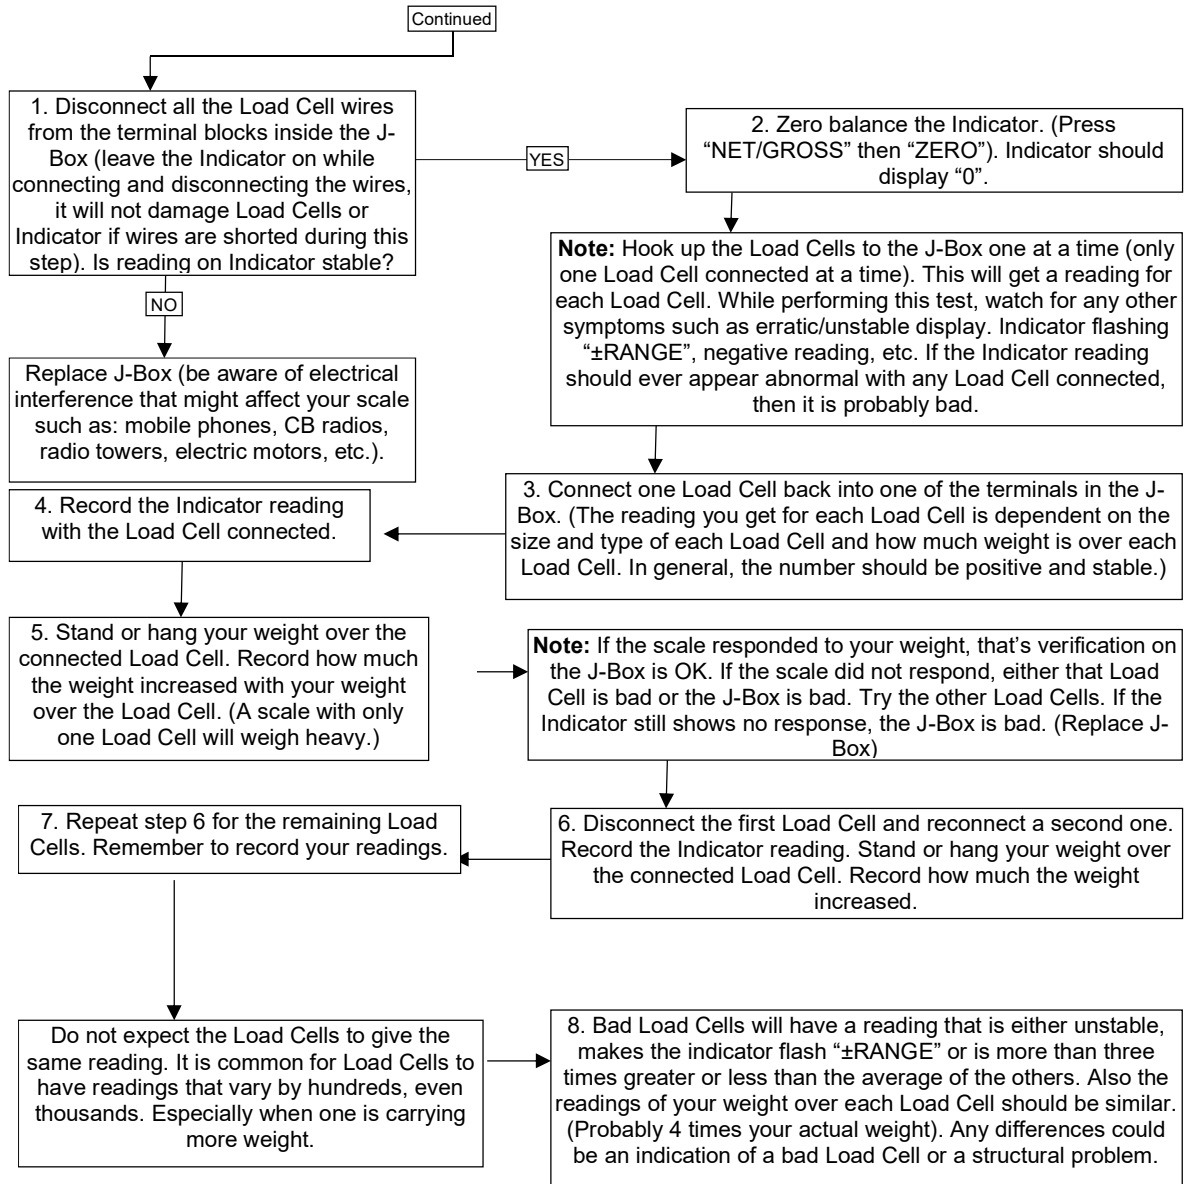 Continued
1. Disconnect all the Load Cell wires
from the terminal blocks inside the J-
Box (leave the Indicator on while
connecting and disconnecting the wires,
it will not damage Load Cells or
Indicator if wires are shorted during this
step). Is reading on Indicator stable?
YES
2. Zero balance the Indicator. (Press
“NET/GROSS” then “ZERO”). Indicator should
display “0”.
NO
Note: Hook up the Load Cells to the J-Box one at a time (only
one Load Cell connected at a time). This will get a reading for
each Load Cell. While performing this test, watch for any other
symptoms such as erratic/unstable display. Indicator flashing
“±RANGE”, negative reading, etc. If the Indicator reading
should ever appear abnormal with any Load Cell connected,
then it is probably bad.
Replace J-Box (be aware of electrical
interference that might affect your scale
such as: mobile phones, CB radios,
radio towers, electric motors, etc.).
3. Connect one Load Cell back into one of the terminals in the J-
Box. (The reading you get for each Load Cell is dependent on the
size and type of each Load Cell and how much weight is over each
Load Cell. In general, the number should be positive and stable.)
4. Record the Indicator reading
with the Load Cell connected.
5. Stand or hang your weight over the
connected Load Cell. Record how much
the weight increased with your weight
over the Load Cell. (A scale with only
one Load Cell will weigh heavy.)
Note: If the scale responded to your weight, that’s verification on
the J-Box is OK. If the scale did not respond, either that Load
Cell is bad or the J-Box is bad. Try the other Load Cells. If the
Indicator still shows no response, the J-Box is bad. (Replace J-
Box)
6. Disconnect the first Load Cell and reconnect a second one.
Record the Indicator reading. Stand or hang your weight over
the connected Load Cell. Record how much the weight
increased.
7. Repeat step 6 for the remaining Load
Cells. Remember to record your readings.
Do not expect the Load Cells to give the
same reading. It is common for Load Cells to
have readings that vary by hundreds, even
thousands. Especially when one is carrying
more weight.
8. Bad Load Cells will have a reading that is either unstable,
makes the indicator flash “±RANGE” or is more than three
times greater or less than the average of the others. Also the
readings of your weight over each Load Cell should be similar.
(Probably 4 times your actual weight). Any differences could
be an indication of a bad Load Cell or a structural problem.